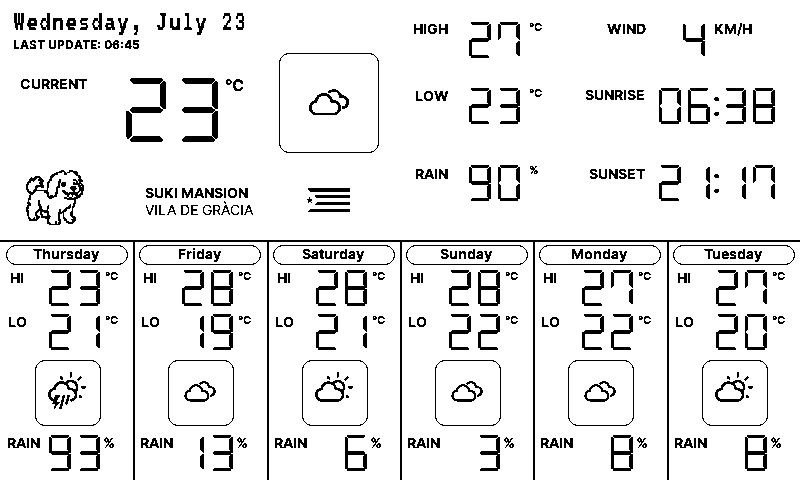 Wednesday, July 23
LAST UPDATE: 06:45
CURRENT 23 °C
SUKI MANSION
VILA DE GRÀCIA
HIGH 27 °C
LOW 23 °C
RAIN 90 %
WIND 4 KM/H
SUNRISE 06:38
SUNSET 21:17
Thursday
HI 23 °C
LO 21 °C
RAIN 93 %
Friday
HI 28 °C
LO 19 °C
RAIN 13 %
Saturday
HI 28 °C
LO 21 °C
RAIN 6 %
Sunday
HI 28 °C
LO 22 °C
RAIN 3 %
Monday
HI 27 °C
LO 22 °C
RAIN 8 %
Tuesday
HI 27 °C
LO 20 °C
RAIN 8 %